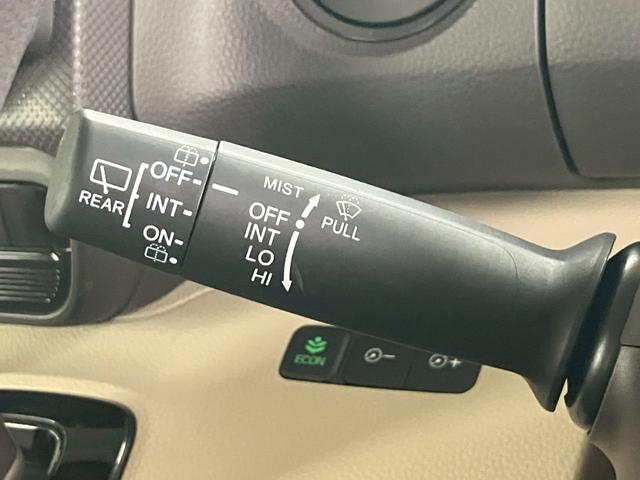 REAR
OFF
INT
ON
MIST
OFF
INT
LO
HI
PULL
ECON
− +